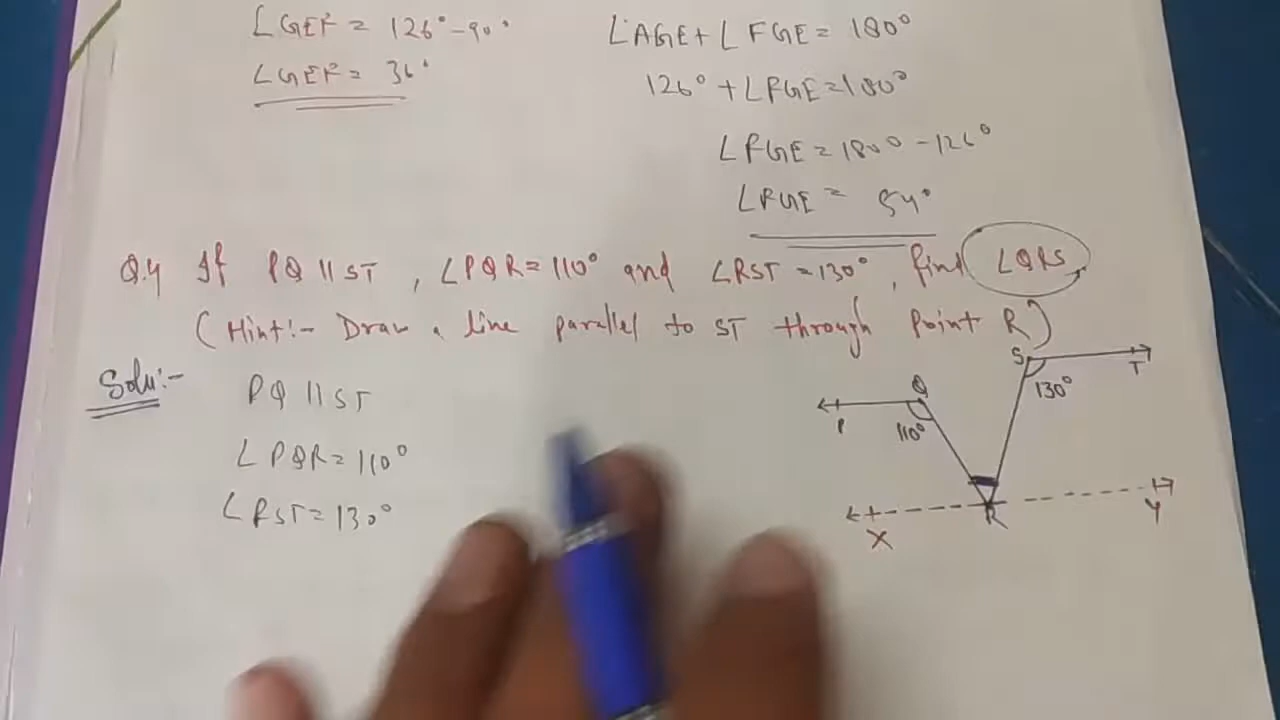 ∠GEF = 126° - 90°
∠GEF = 36°
∠AGE + ∠FGE = 180°
126° + ∠FGE = 180°
∠FGE = 180° - 126°
∠FGE = 54°
Q.4 If PQ || ST , ∠PQR = 110° and ∠RST = 130° , find ∠QRS
(Hint:- Draw a line parallel to ST through Point R)
Solu:-
PQ || ST
∠PQR = 110°
∠RST = 130°
S
T
130°
Q
P
110°
R
X
Y